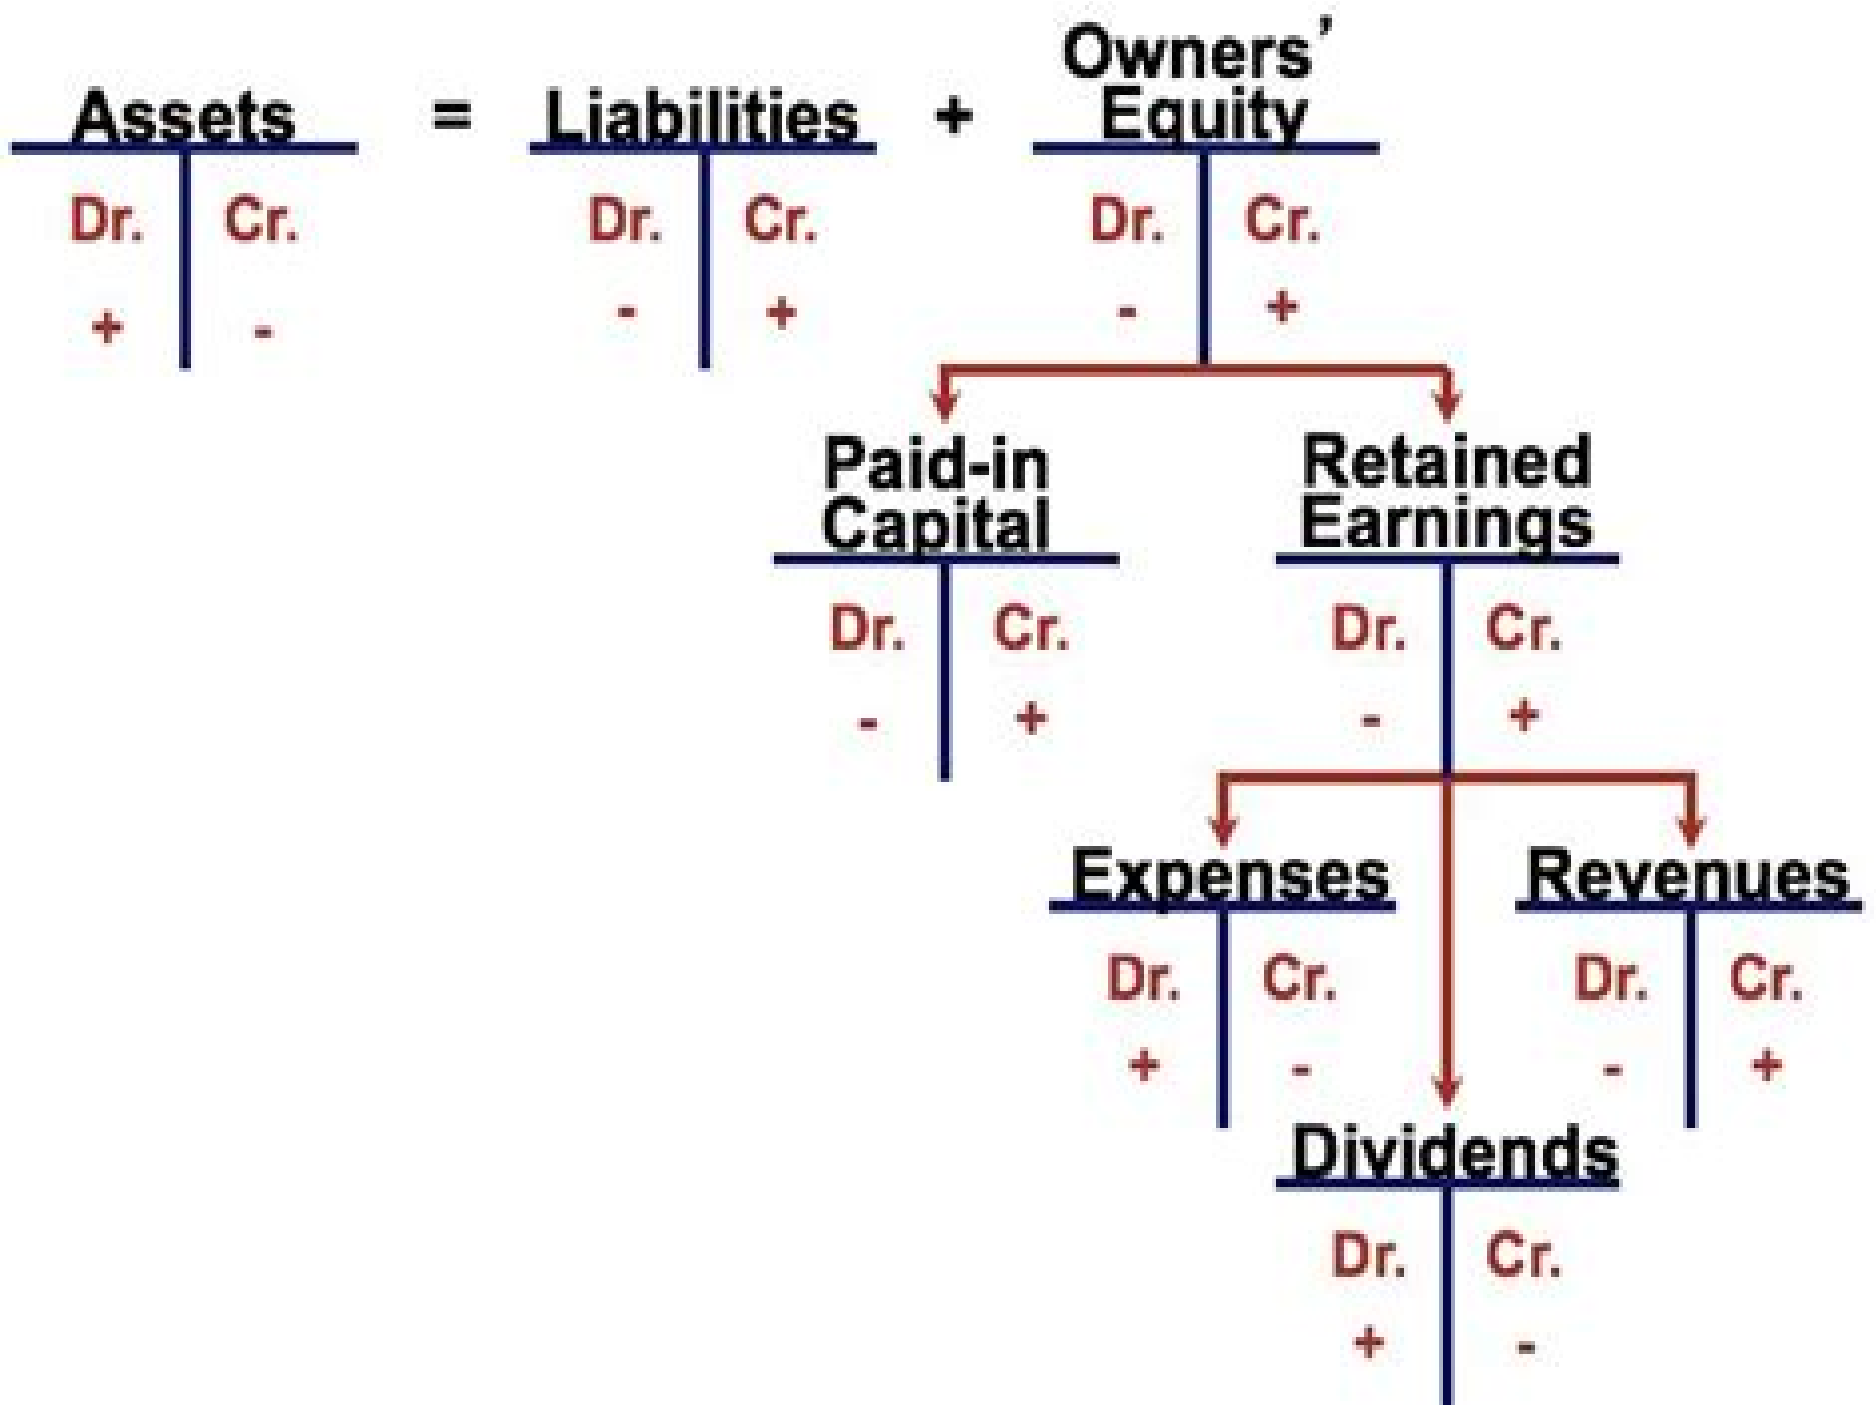 Owners’
Assets = Liabilities + Equity
Dr. Cr. Dr. Cr. Dr. Cr.
+ - - + - +
Paid-in Retained
Capital Earnings
Dr. Cr. Dr. Cr.
- + - +
Expenses Revenues
Dr. Cr. Dr. Cr.
+ - - +
Dividends
Dr. Cr.
+ -